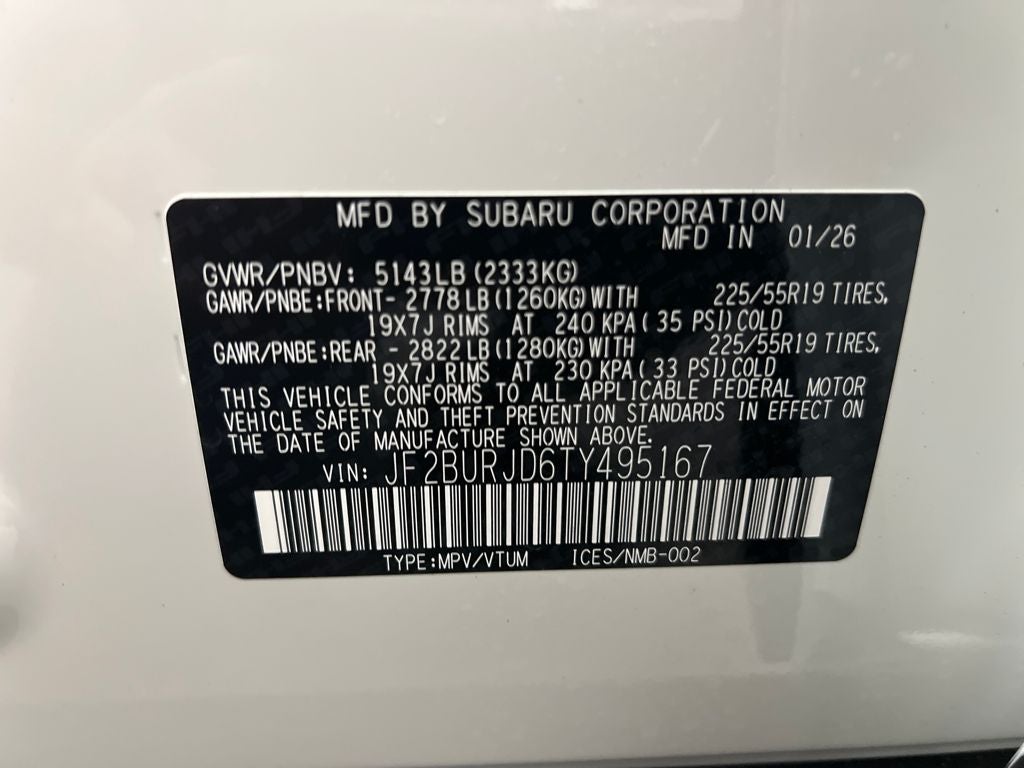 MFD BY SUBARU CORPORATION
MFD IN 01/26
GVWR/PNBV: 5143LB (2333KG)
GAWR/PNBE:FRONT- 2778LB (1260KG) WITH 225/55R19 TIRES,
19X7J RIMS AT 240 KPA ( 35 PSI) COLD
GAWR/PNBE:REAR - 2822LB (1280KG) WITH 225/55R19 TIRES,
19X7J RIMS AT 230 KPA ( 33 PSI) COLD
THIS VEHICLE CONFORMS TO ALL APPLICABLE FEDERAL MOTOR
VEHICLE SAFETY AND THEFT PREVENTION STANDARDS IN EFFECT ON
THE DATE OF MANUFACTURE SHOWN ABOVE.
VIN: JF2BURJD6TY495167
TYPE:MPV/VTUM ICES/NMB-002